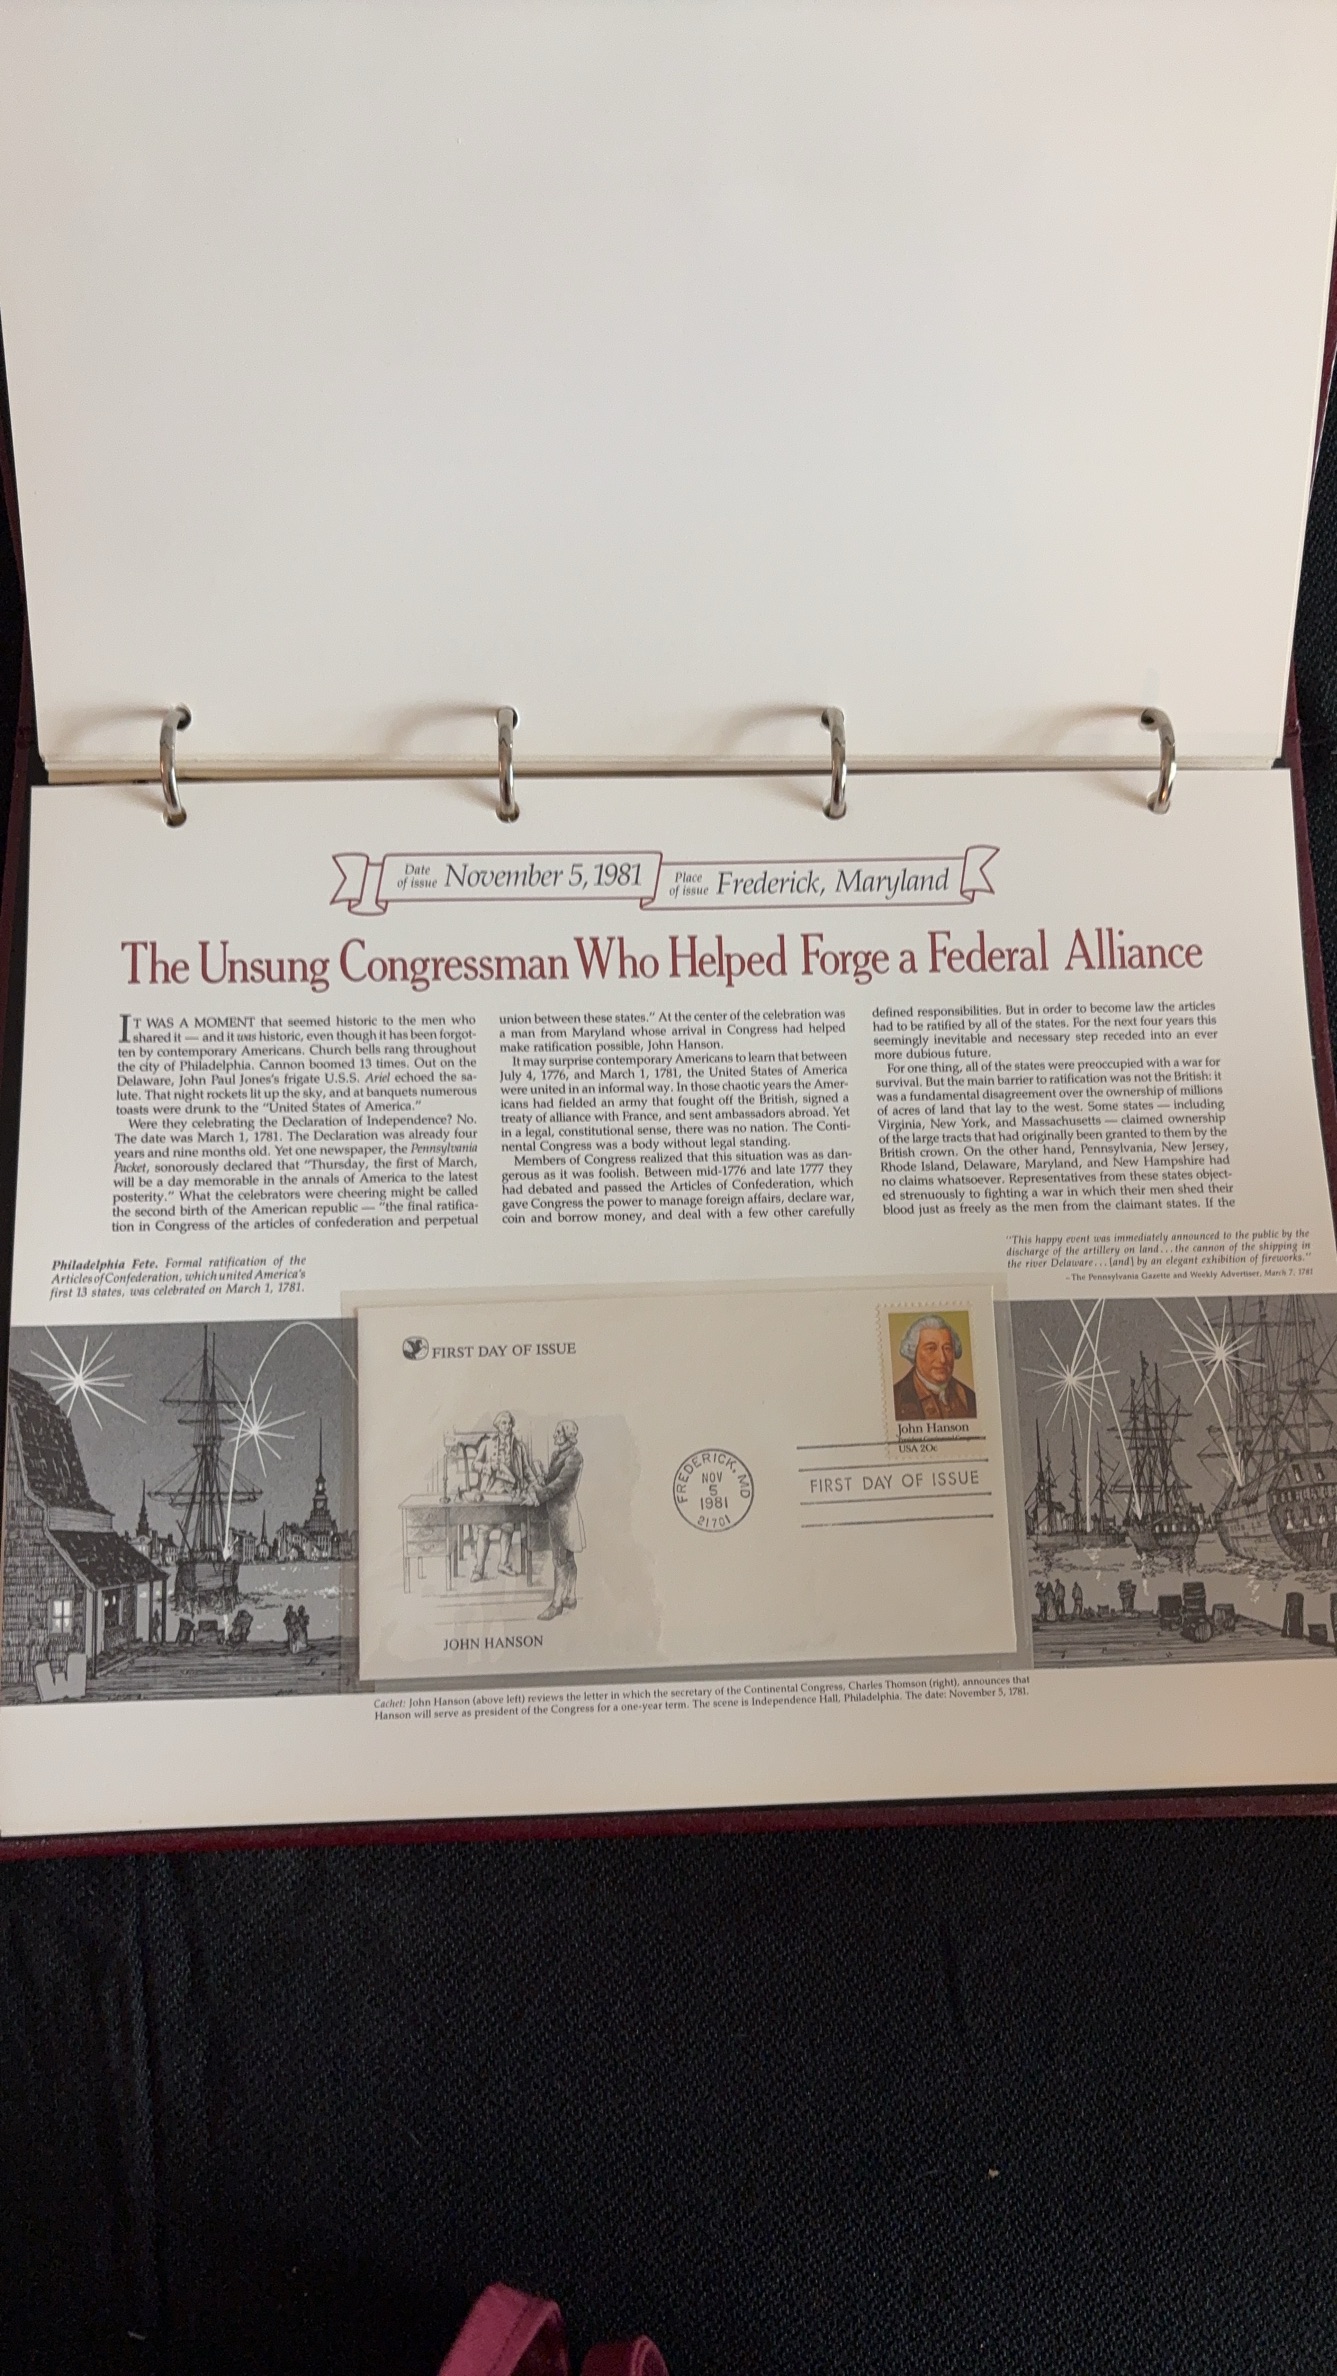 Date of issue November 5, 1981 Place of issue Frederick, Maryland
The Unsung Congressman Who Helped Forge a Federal Alliance
IT WAS A MOMENT that seemed historic to the men who
shared it — and it was historic, even though it has been forgot-
ten by contemporary Americans. Church bells rang throughout
the city of Philadelphia. Cannon boomed 13 times. Out on the
Delaware, John Paul Jones's frigate U.S.S. Ariel echoed the sa-
lute. That night rockets lit up the sky, and at banquets numerous
toasts were drunk to the "United States of America."
Were they celebrating the Declaration of Independence? No.
The date was March 1, 1781. The Declaration was already four
years and nine months old. Yet one newspaper, the Pennsylvania
Packet, sonorously declared that "Thursday, the first of March,
will be a day memorable in the annals of America to the latest
posterity." What the celebrators were cheering might be called
the second birth of the American republic — "the final ratifica-
tion in Congress of the articles of confederation and perpetual
union between these states." At the center of the celebration was
a man from Maryland whose arrival in Congress had helped
make ratification possible, John Hanson.
It may surprise contemporary Americans to learn that between
July 4, 1776, and March 1, 1781, the United States of America
were united in an informal way. In those chaotic years the Amer-
icans had fielded an army that fought off the British, signed a
treaty of alliance with France, and sent ambassadors abroad. Yet
in a legal, constitutional sense, there was no nation. The Conti-
nental Congress was a body without legal standing.
Members of Congress realized that this situation was as dan-
gerous as it was foolish. Between mid-1776 and late 1777 they
had debated and passed the Articles of Confederation, which
gave Congress the power to manage foreign affairs, declare war,
coin and borrow money, and deal with a few other carefully
defined responsibilities. But in order to become law the articles
had to be ratified by all of the states. For the next four years this
seemingly inevitable and necessary step receded into an ever
more dubious future.
For one thing, all of the states were preoccupied with a war for
survival. But the main barrier to ratification was not the British: it
was a fundamental disagreement over the ownership of millions
of acres of land that lay to the west. Some states — including
Virginia, New York, and Massachusetts — claimed ownership
of the large tracts that had originally been granted to them by the
British crown. On the other hand, Pennsylvania, New Jersey,
Rhode Island, Delaware, Maryland, and New Hampshire had
no claims whatsoever. Representatives from these states object-
ed strenuously to fighting a war in which their men shed their
blood just as freely as the men from the claimant states. If the
Philadelphia Fete. Formal ratification of the
Articles of Confederation, which united America's
first 13 states, was celebrated on March 1, 1781.
"This happy event was immediately announced to the public by the
discharge of the artillery on land...the cannon of the shipping in
the river Delaware...[and] by an elegant exhibition of fireworks."
–The Pennsylvania Gazette and Weekly Advertiser, March 7, 1781
FIRST DAY OF ISSUE
John Hanson
USA 20c
FREDERICK, MD
NOV
5
1981
21701
FIRST DAY OF ISSUE
JOHN HANSON
Cachet: John Hanson (above left) reviews the letter in which the secretary of the Continental Congress, Charles Thomson (right), announces that
Hanson will serve as president of the Congress for a one-year term. The scene is Independence Hall, Philadelphia. The date: November 5, 1781.